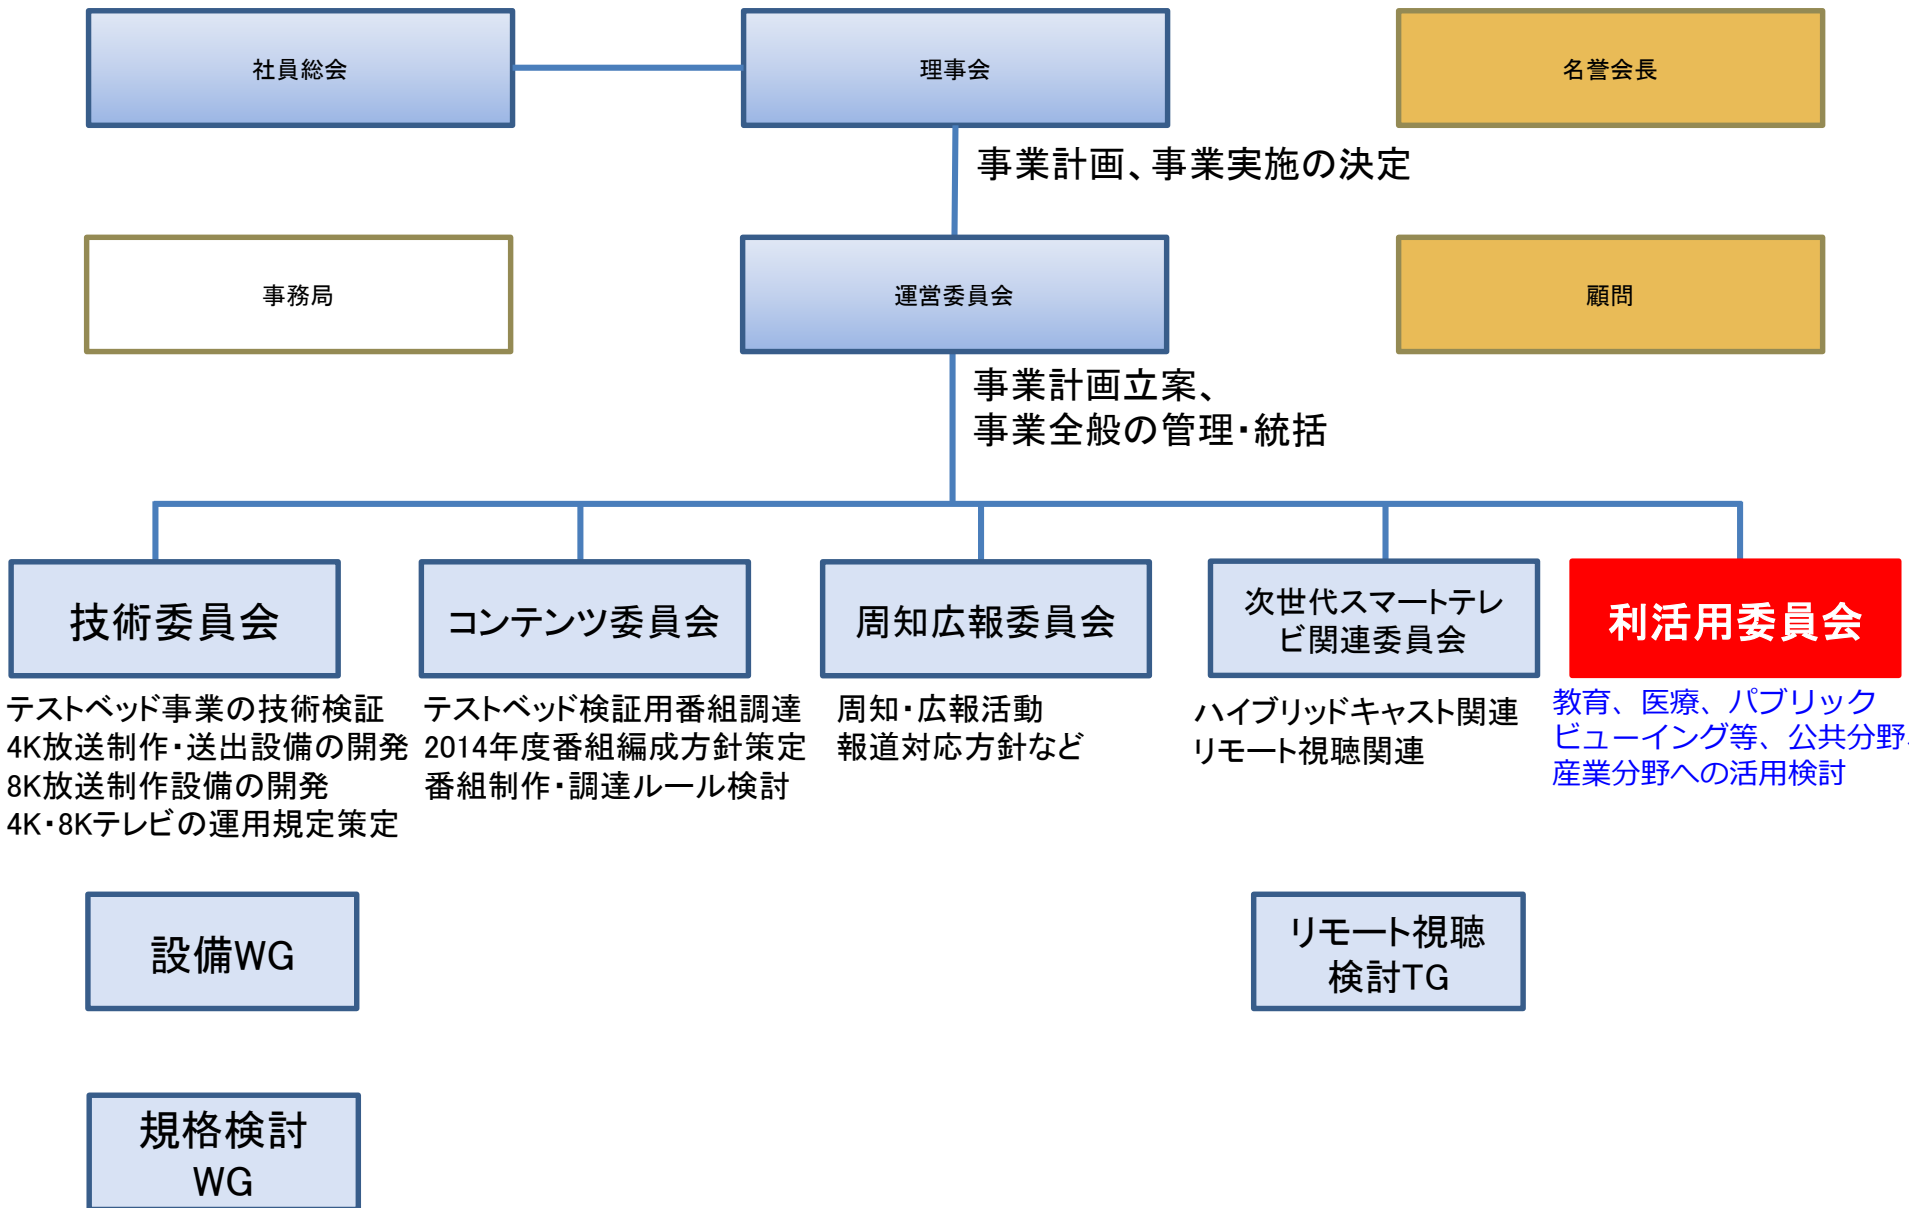 社員総会
理事会
名誉会長
事業計画、事業実施の決定
事務局
運営委員会
顧問
事業計画立案、
事業全般の管理・統括
技術委員会
コンテンツ委員会
周知広報委員会
次世代スマートテレ
ビ関連委員会
利活用委員会
テストベッド事業の技術検証
4K放送制作・送出設備の開発
8K放送制作設備の開発
4K・8Kテレビの運用規定策定
テストベッド検証用番組調達
2014年度番組編成方針策定
番組制作・調達ルール検討
周知・広報活動
報道対応方針など
ハイブリッドキャスト関連
リモート視聴関連
教育、医療、パブリック
ビューイング等、公共分野、
産業分野への活用検討
設備WG
リモート視聴
検討TG
規格検討
WG